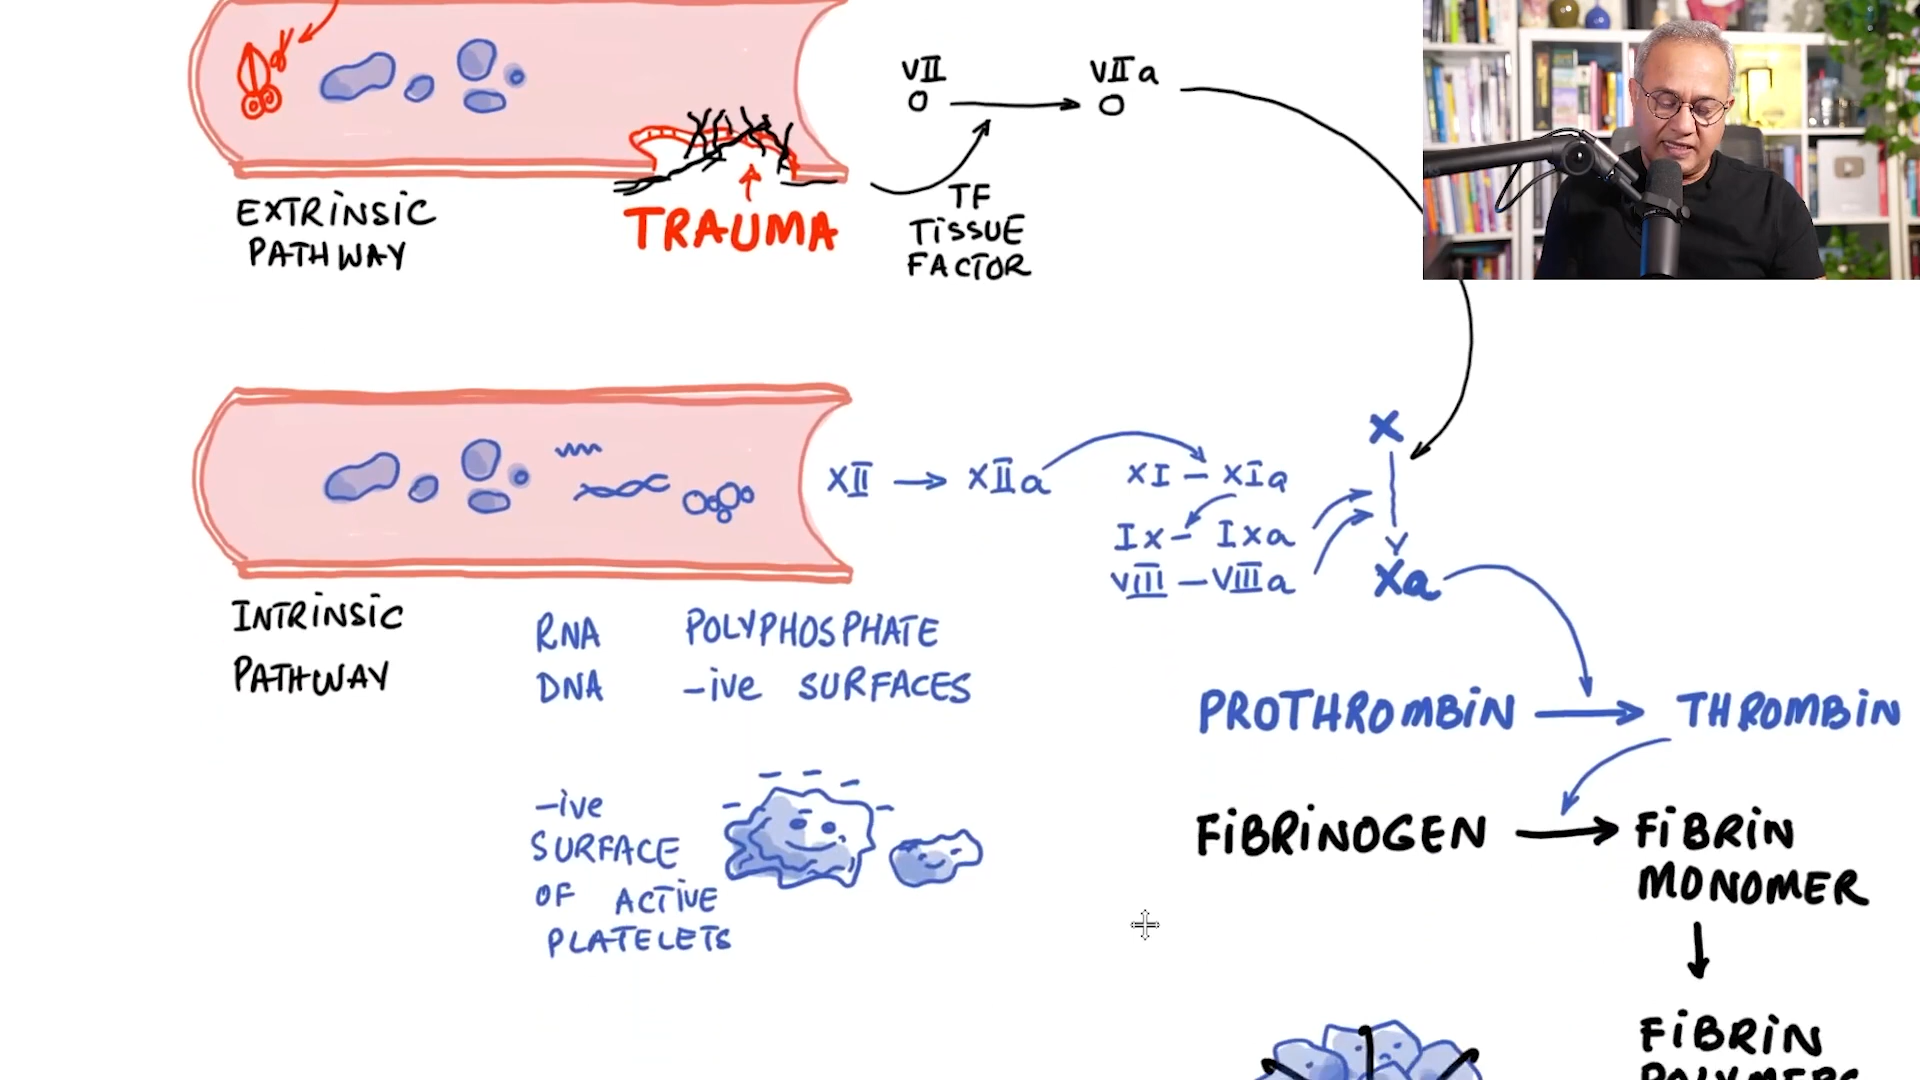 VII
VIIa
EXTRINSIC
PATHWAY
TRAUMA
TF
TISSUE
FACTOR
X
XII → XIIa
XI – XIa
IX – IXa
VIII – VIIIa
Xa
INTRINSIC
PATHWAY
RNA
POLYPHOSPHATE
DNA
-ive SURFACES
PROTHROMBIN → THROMBIN
-ive
SURFACE
OF ACTIVE
PLATELETS
FIBRINOGEN → FIBRIN
MONOMER
FIBRIN
POLYMERS